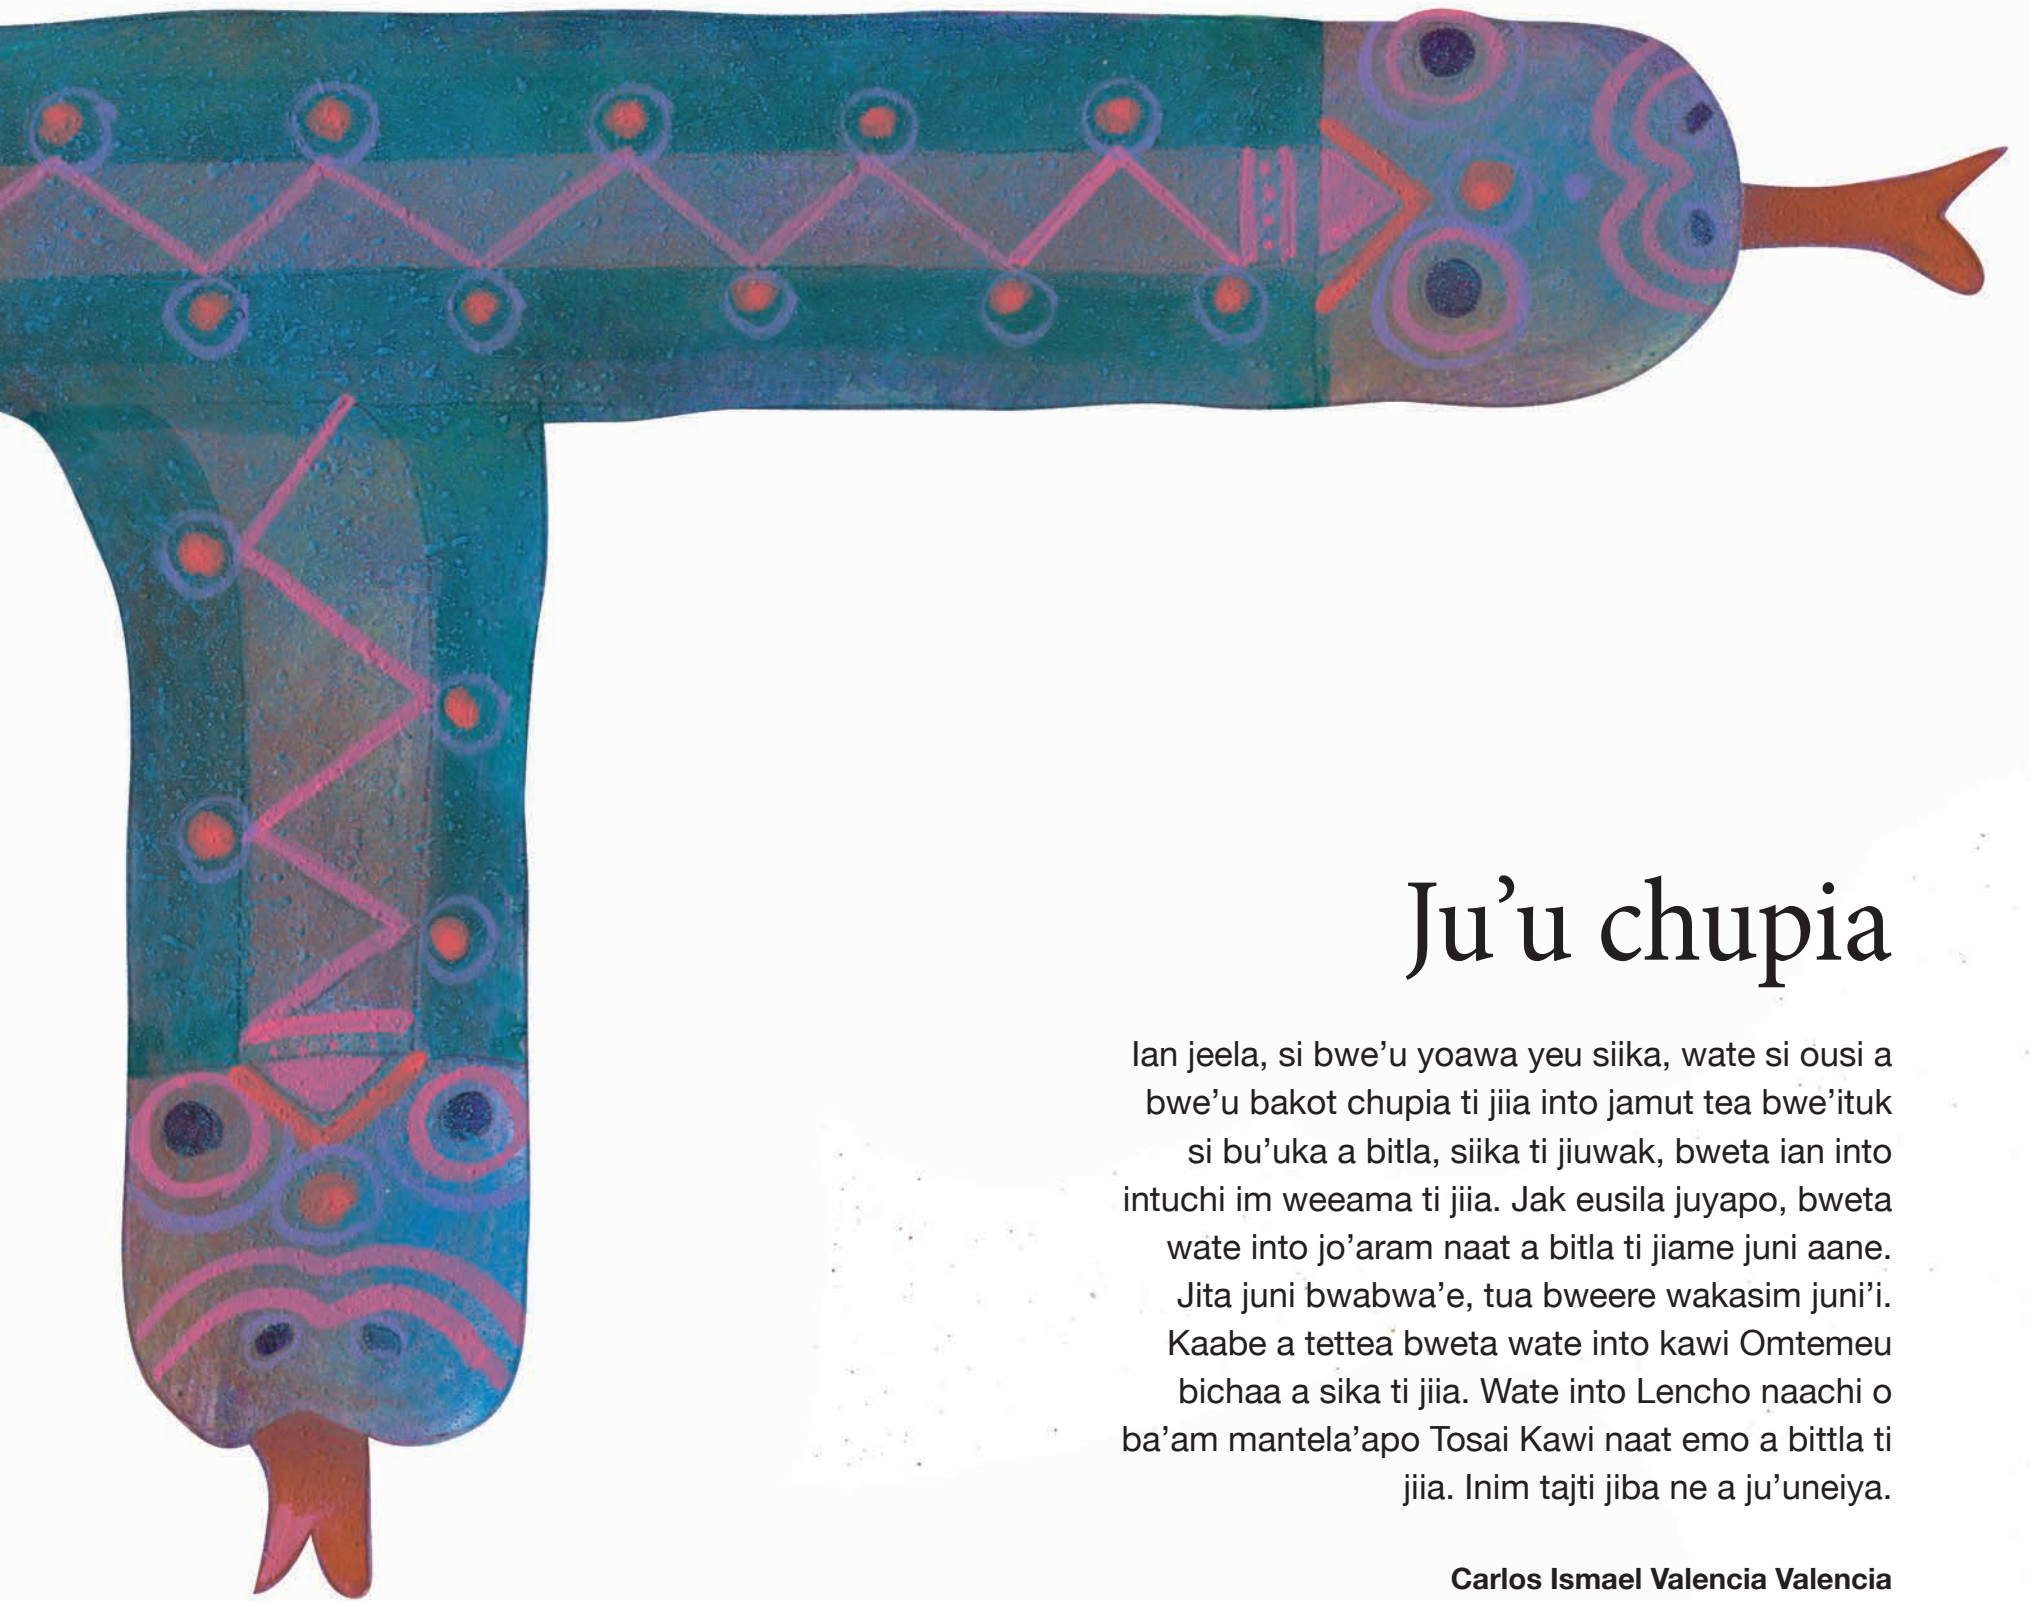 Ju’u chupia
Ian jeela, si bwe’u yoawa yeu siika, wate si ousi a
bwe’u bakot chupia ti jiia into jamut tea bwe’ituk
si bu’uka a bitla, siika ti jiuwak, bweta ian into
intuchi im weeama ti jiia. Jak eusila juyapo, bweta
wate into jo’aram naat a bitla ti jiame juni aane.
Jita juni bwabwa’e, tua bweere wakasim juni’i.
Kaabe a tettea bweta wate into kawi Omtemeu
bichaa a sika ti jiia. Wate into Lencho naachi o
ba’am mantela’apo Tosai Kawi naat emo a bittla ti
jiia. Inim tajti jiba ne a ju’uneiya.
Carlos Ismael Valencia Valencia